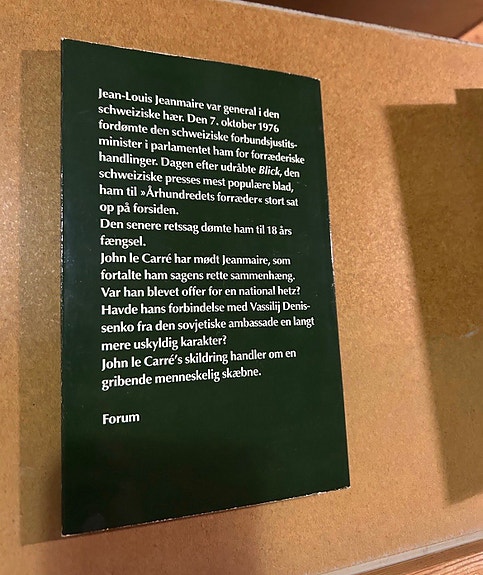 Jean-Louis Jeanmaire var general i den
schweiziske hær. Den 7. oktober 1976
fordømte den schweiziske forbundsjustits-
minister i parlamentet ham for forræderiske
handlinger. Dagen efter udråbte Blick, den
schweiziske presses mest populære blad,
ham til »Århundredets forræder« stort sat
op på forsiden.
Den senere retssag dømte ham til 18 års
fængsel.
John le Carré har mødt Jeanmaire, som
fortalte ham sagens rette sammenhæng.
Var han blevet offer for en national hetz?
Havde hans forbindelse med Vassilij Denis-
senko fra den sovjetiske ambassade en langt
mere uskyldig karakter?
John le Carré's skildring handler om en
gribende menneskelig skæbne.
Forum